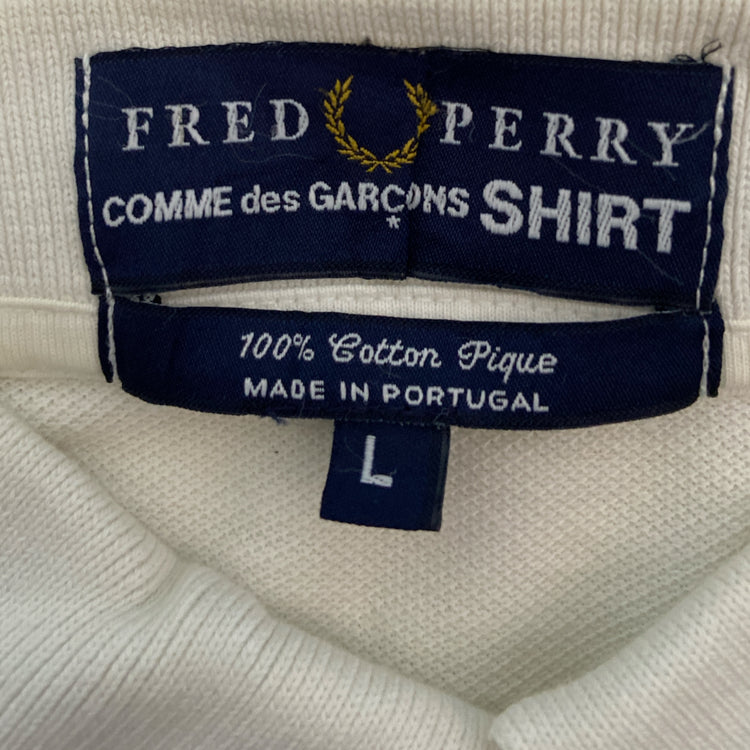 FRED PERRY
COMME des GARÇONS SHIRT
100% Cotton Pique
MADE IN PORTUGAL
L